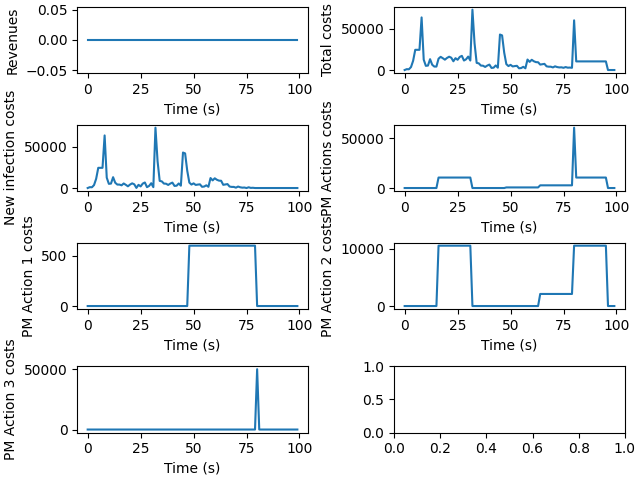 Revenues
0.05
0.00
−0.05
0 25 50 75 100
Time (s)
Total costs
50000
0
0 25 50 75 100
Time (s)
New infection costs
50000
0
0 25 50 75 100
Time (s)
PM Actions costs
50000
0
0 25 50 75 100
Time (s)
PM Action 1 costs
500
0
0 25 50 75 100
Time (s)
PM Action 2 costs
10000
0
0 25 50 75 100
Time (s)
PM Action 3 costs
50000
0
0 25 50 75 100
Time (s)
1.0
0.5
0.0
0.0 0.2 0.4 0.6 0.8 1.0